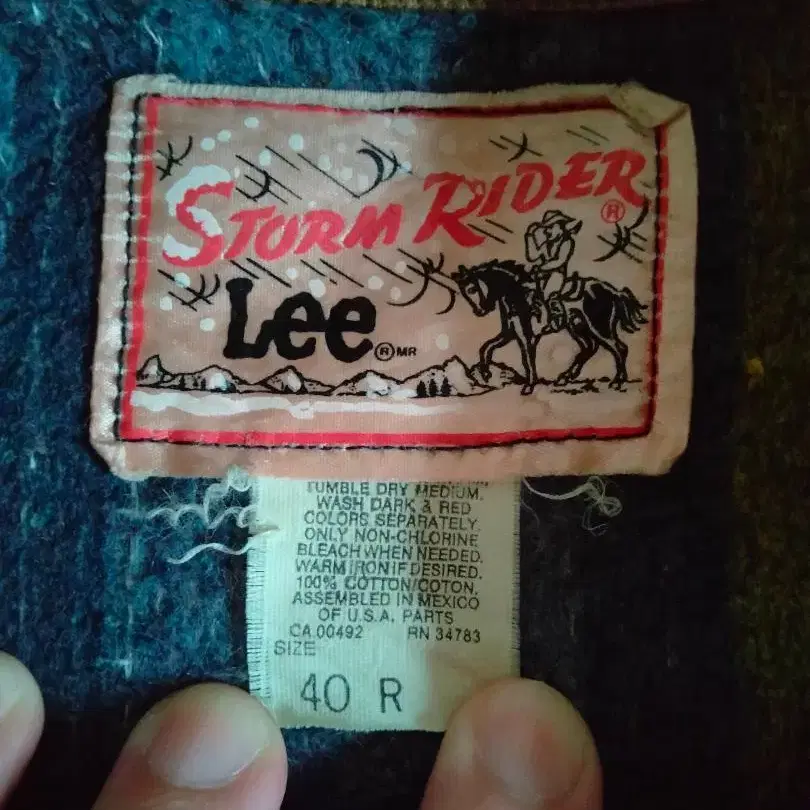 STORM RIDER ®
Lee ® MR
TUMBLE DRY MEDIUM.
WASH DARK & RED
COLORS SEPARATELY.
ONLY NON-CHLORINE
BLEACH WHEN NEEDED.
WARM IRON IF DESIRED.
100% COTTON/COTON.
ASSEMBLED IN MEXICO
OF U.S.A. PARTS
CA 00492 RN 34783
SIZE
40 R